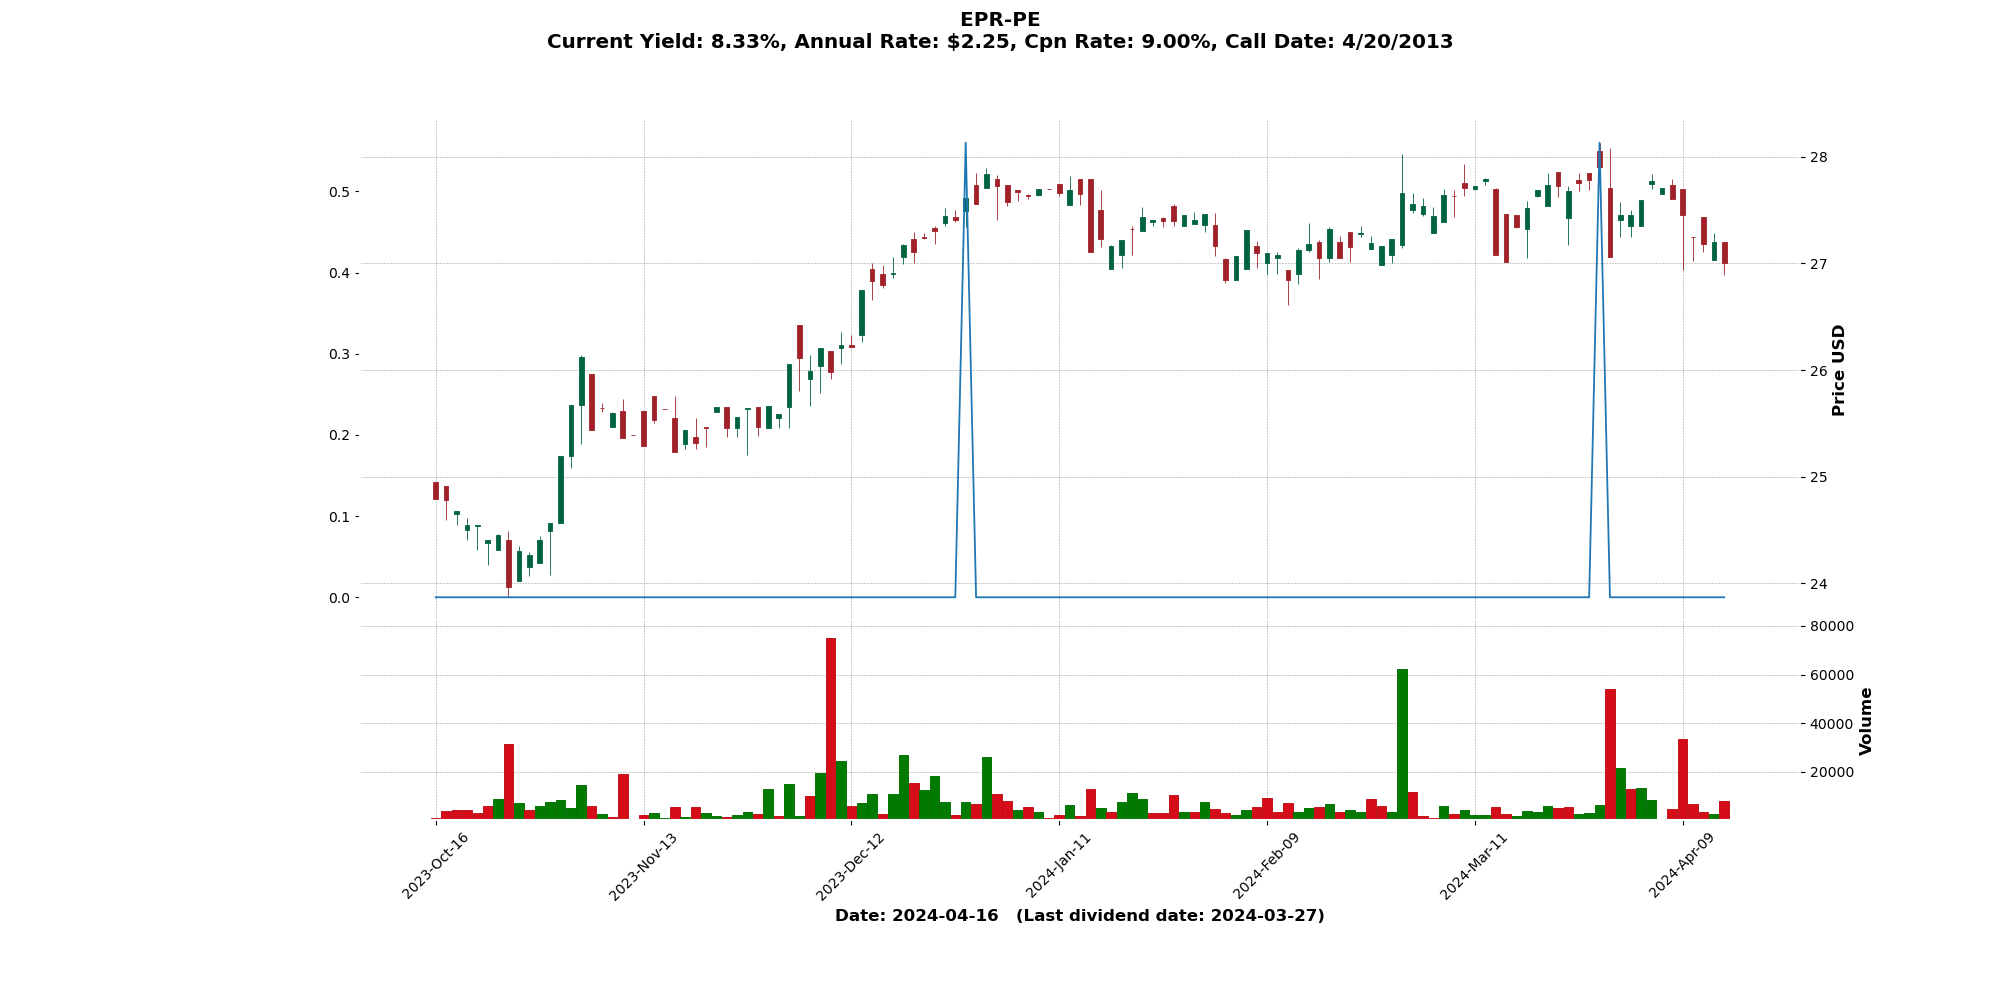 EPR-PE
Current Yield: 8.33%, Annual Rate: $2.25, Cpn Rate: 9.00%, Call Date: 4/20/2013
0.5
0.4
0.3
0.2
0.1
0.0
28
27
26
25
24
Price USD
80000
60000
40000
20000
Volume
2023-Oct-16
2023-Nov-13
2023-Dec-12
2024-Jan-11
2024-Feb-09
2024-Mar-11
2024-Apr-09
Date: 2024-04-16 (Last dividend date: 2024-03-27)